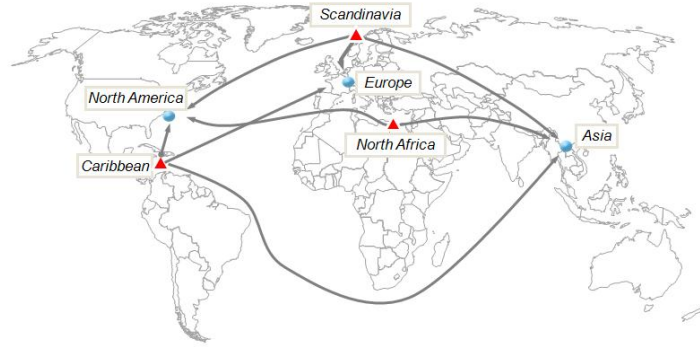 Scandinavia
Europe
North America
North Africa
Asia
Caribbean